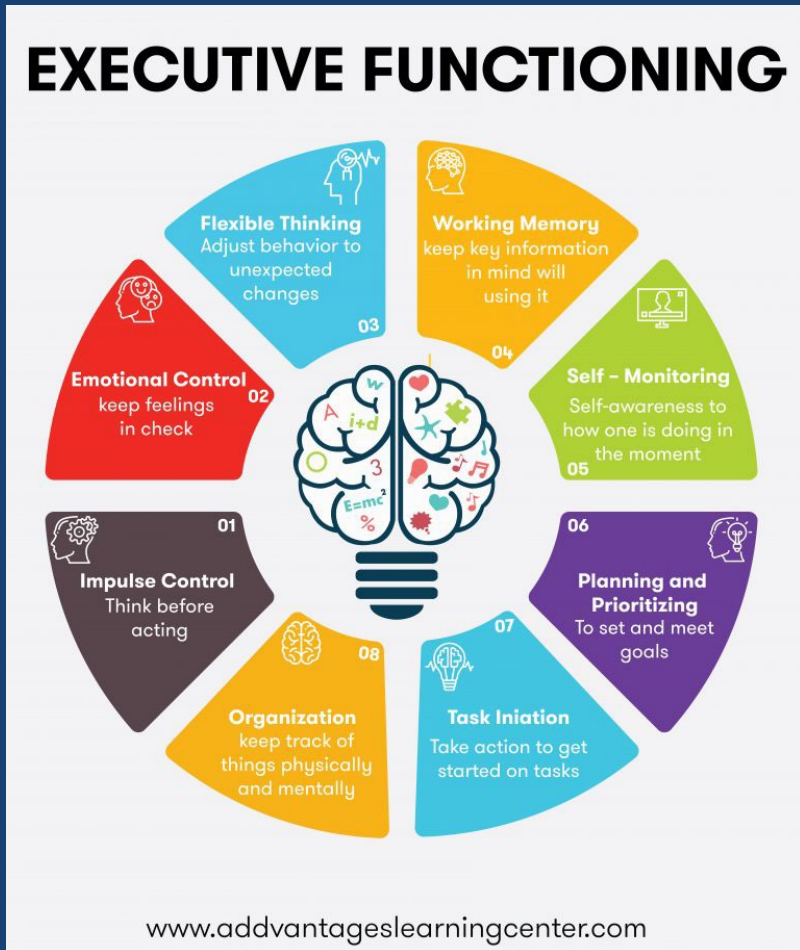 EXECUTIVE FUNCTIONING
Impulse Control
Think before
acting
01
Emotional Control
keep feelings
in check
02
Flexible Thinking
Adjust behavior to
unexpected
changes
03
Working Memory
keep key information
in mind will
using it
04
Self - Monitoring
Self-awareness to
how one is doing in
the moment
05
06
Planning and
Prioritizing
To set and meet
goals
07
Task Iniation
Take action to get
started on tasks
08
Organization
keep track of
things physically
and mentally
W
A
i+d
3
E=mc²
%
www.addvantageslearningcenter.com